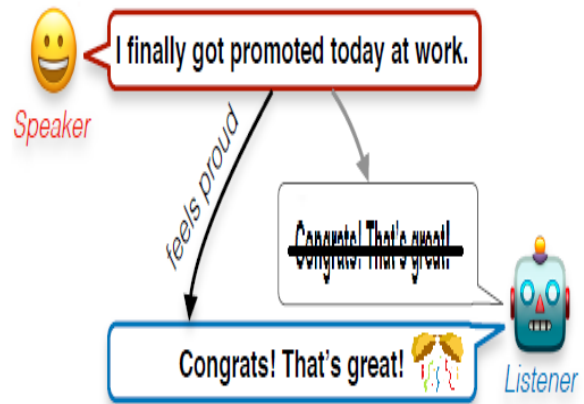 I finally got promoted today at work.
Speaker
feels proud
Congrats! That's great!
Congrats! That's great!
Listener